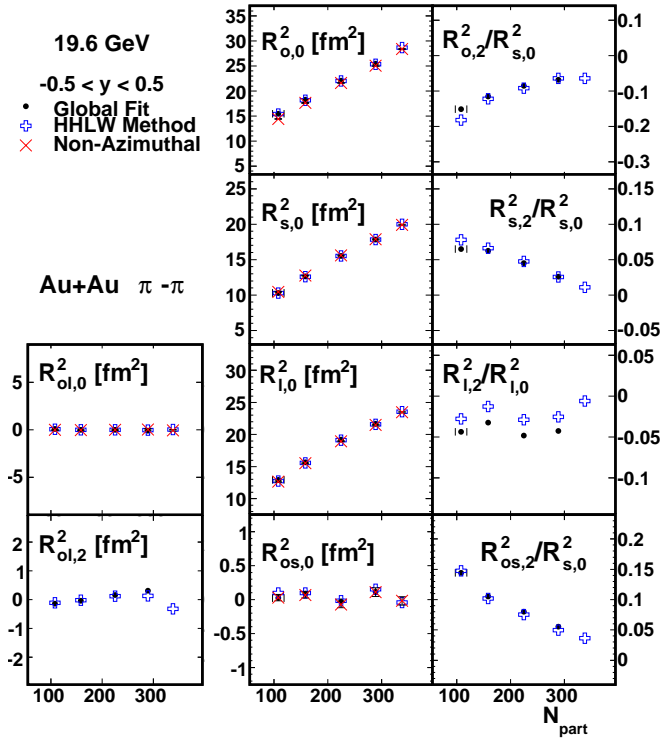 19.6 GeV
-0.5 < y < 0.5
Global Fit
HHLW Method
Non-Azimuthal
Au+Au π -π
R²o,0 [fm²]
35
30
25
20
15
10
5
R²o,2/R²s,0
0.1
0
-0.1
-0.2
-0.3
R²s,0 [fm²]
25
20
15
10
5
R²s,2/R²s,0
0.15
0.1
0.05
0
-0.05
R²ol,0 [fm²]
5
0
-5
R²l,0 [fm²]
30
25
20
15
10
R²l,2/R²l,0
0.05
0
-0.05
-0.1
R²ol,2 [fm²]
2
1
0
-1
-2
100 200 300
R²os,0 [fm²]
1
0.5
0
-0.5
-1
100 200 300
R²os,2/R²s,0
0.2
0.15
0.1
0.05
0
100 200 300
Npart